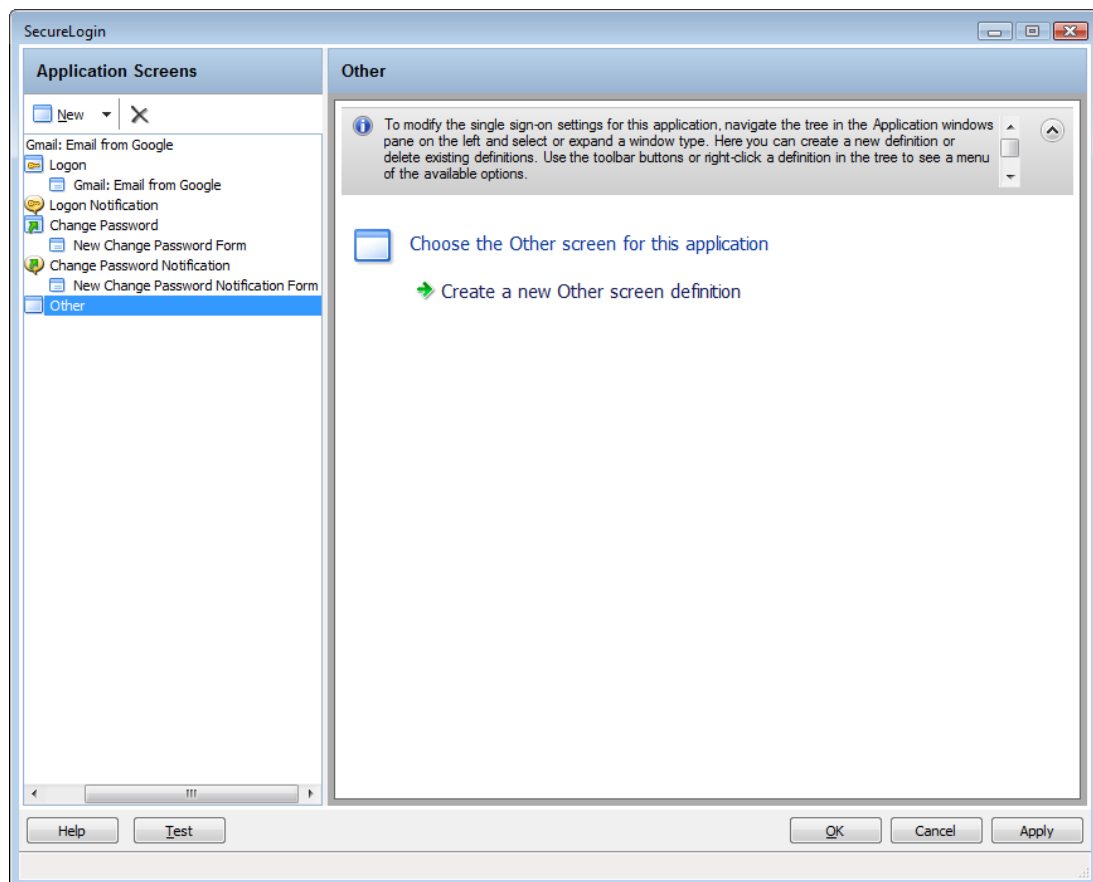 SecureLogin
Application Screens
New
Gmail: Email from Google
Logon
Gmail: Email from Google
Logon Notification
Change Password
New Change Password Form
Change Password Notification
New Change Password Notification Form
Other
Other
To modify the single sign-on settings for this application, navigate the tree in the Application windows
pane on the left and select or expand a window type. Here you can create a new definition or
delete existing definitions. Use the toolbar buttons or right-click a definition in the tree to see a menu
of the available options.
Choose the Other screen for this application
Create a new Other screen definition
Help
Test
OK
Cancel
Apply